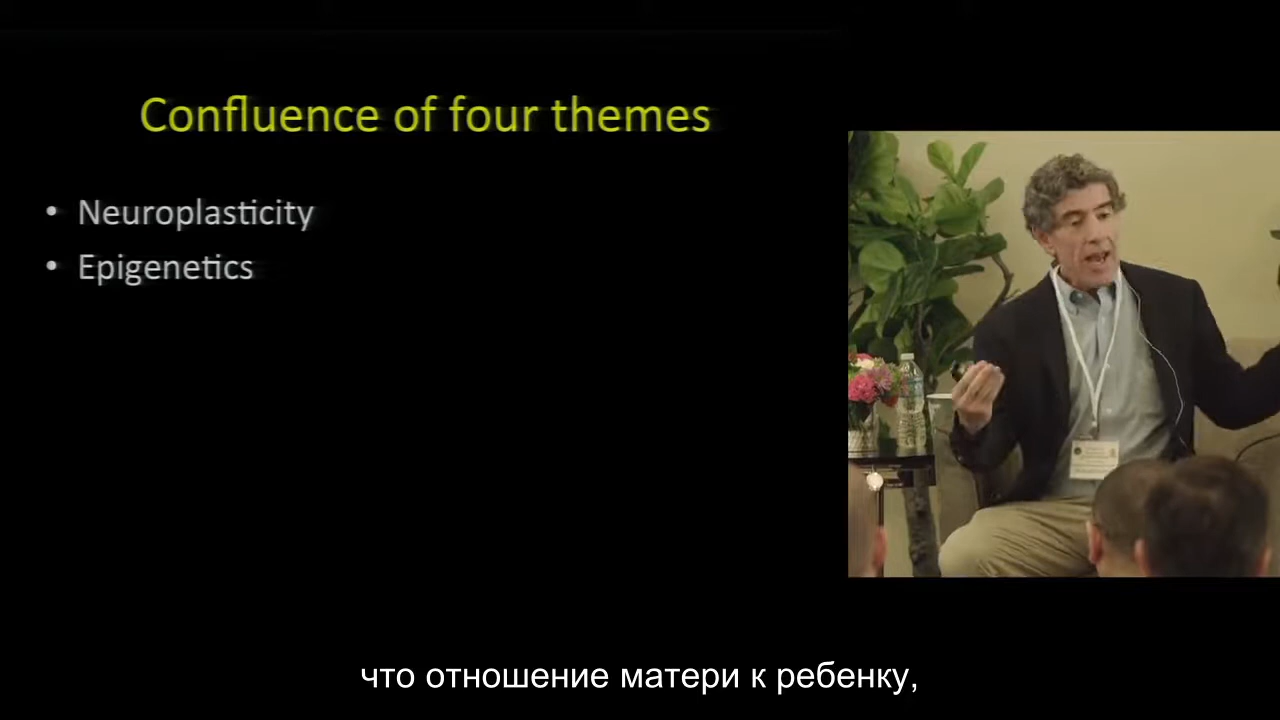 Confluence of four themes
• Neuroplasticity
• Epigenetics
что отношение матери к ребенку,